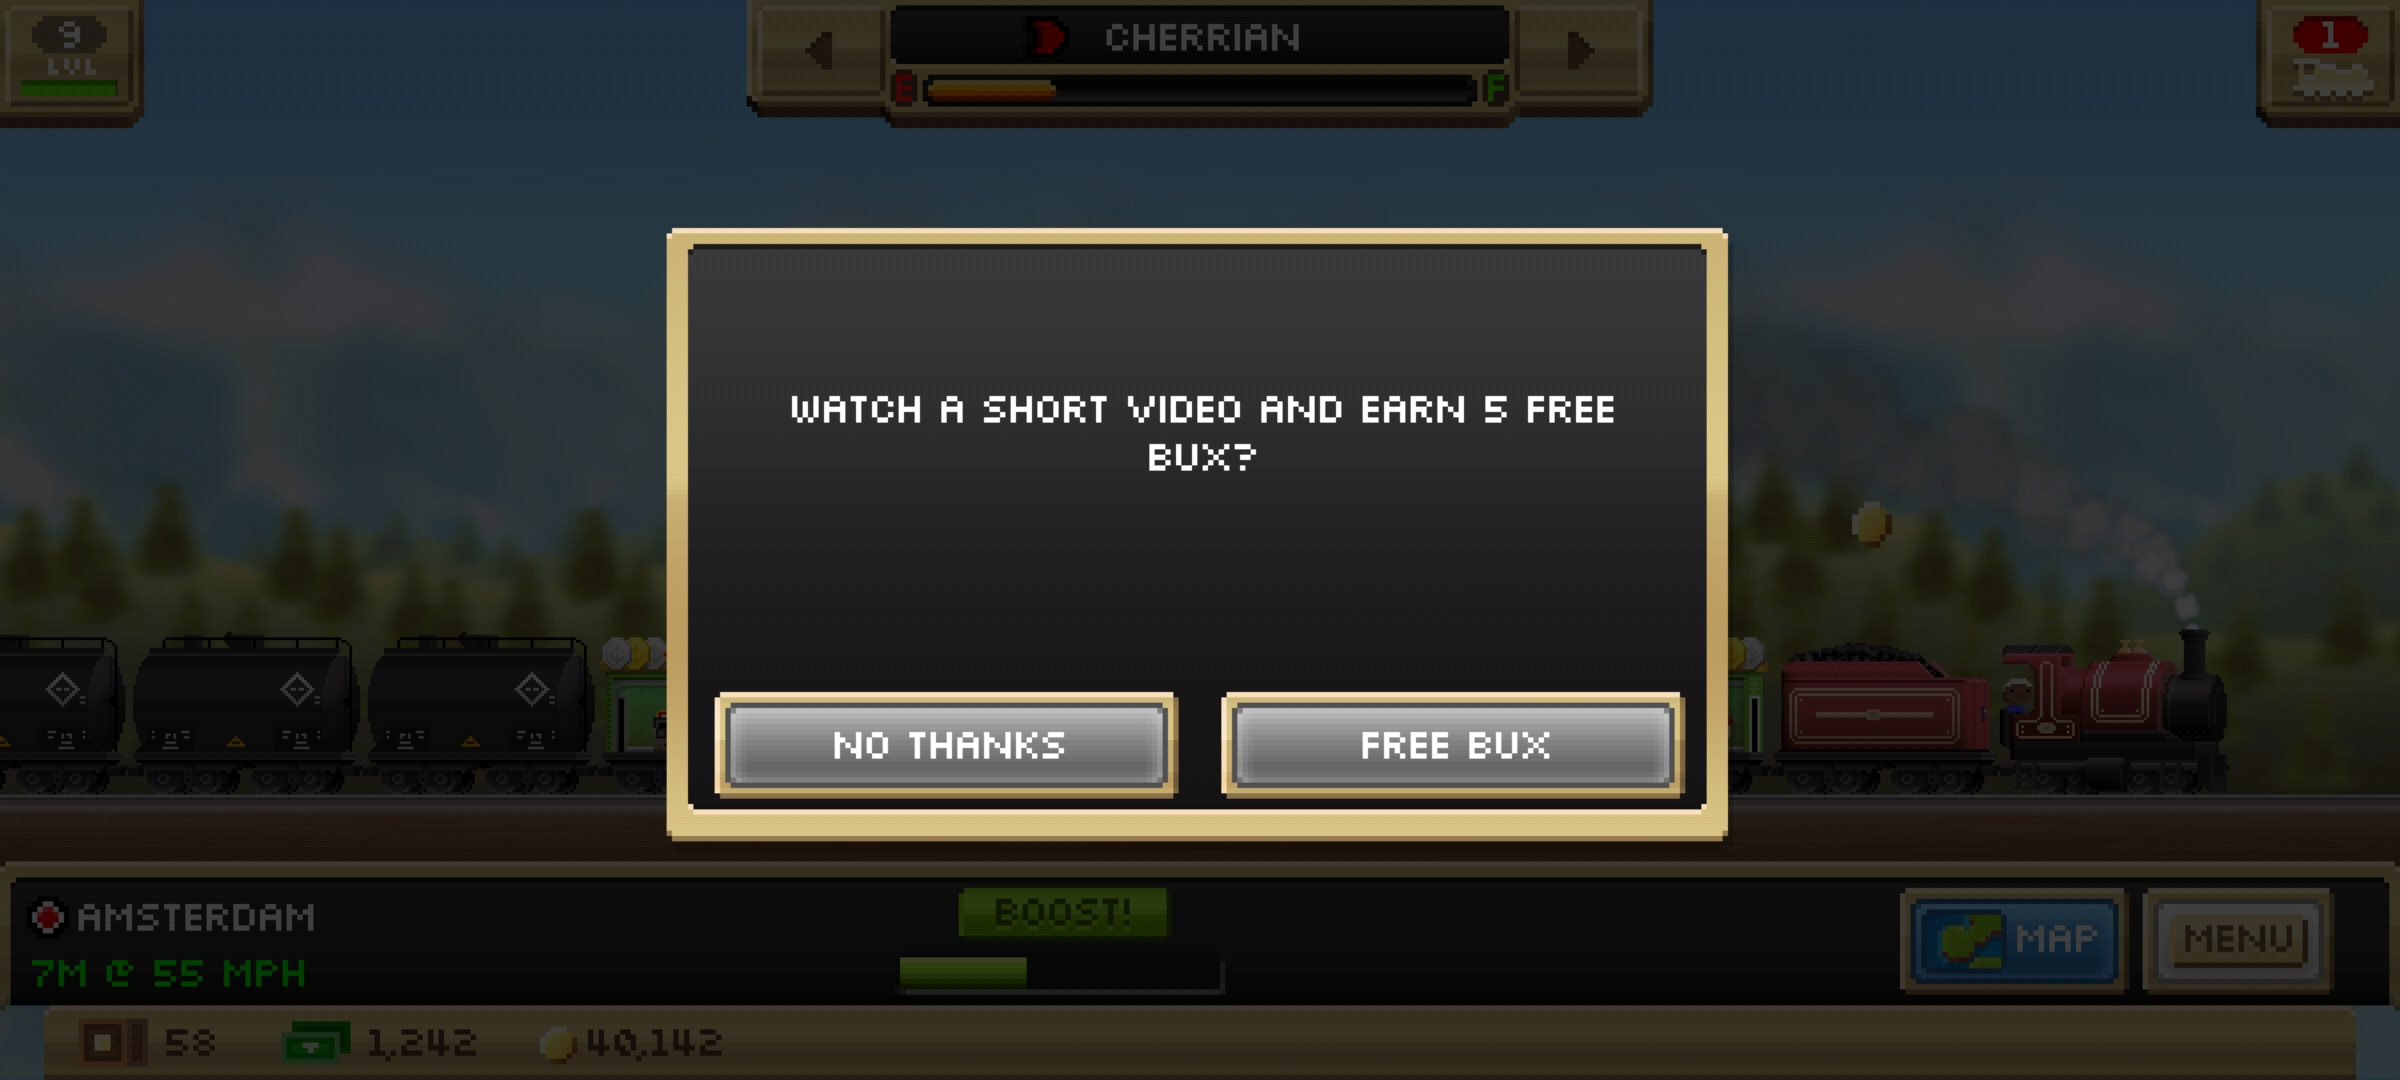 9
LVL
CHERRIAN
E
F
1
WATCH A SHORT VIDEO AND EARN 5 FREE
BUX?
NO THANKS
FREE BUX
AMSTERDAM
7M @ 55 MPH
BOOST!
MAP
MENU
58
1,242
40,142